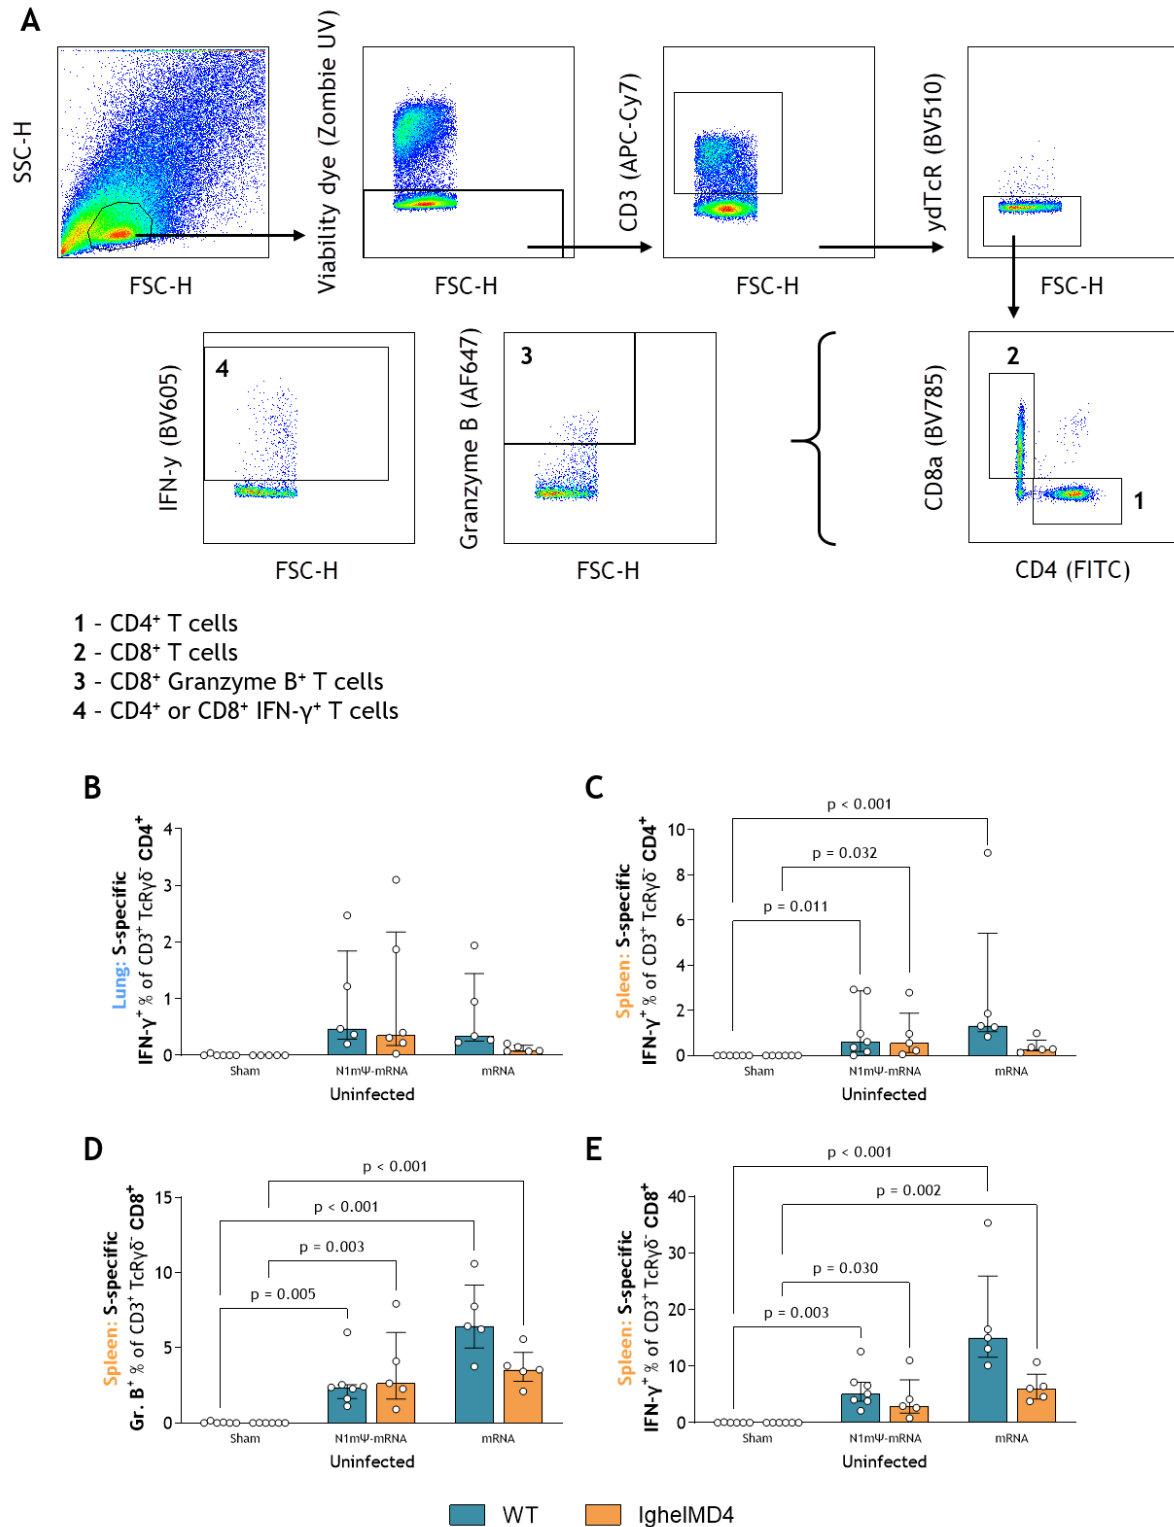 A
SSC-H
FSC-H
Viability dye (Zombie UV)
FSC-H
CD3 (APC-Cy7)
FSC-H
ydTcR (BV510)
FSC-H
4
IFN-y (BV605)
FSC-H
3
Granzyme B (AF647)
FSC-H
2
1
CD8a (BV785)
CD4 (FITC)
1 - CD4⁺ T cells
2 - CD8⁺ T cells
3 - CD8⁺ Granzyme B⁺ T cells
4 - CD4⁺ or CD8⁺ IFN-γ⁺ T cells
B
Lung: S-specific
IFN-γ⁺ % of CD3⁺ TcRγδ⁻ CD4⁺
4
3
2
1
0
Sham
N1mΨ-mRNA
mRNA
Uninfected
C
Spleen: S-specific
IFN-γ⁺ % of CD3⁺ TcRγδ⁻ CD4⁺
10
8
6
4
2
0
p < 0.001
p = 0.032
p = 0.011
Sham
N1mΨ-mRNA
mRNA
Uninfected
D
Spleen: S-specific
Gr. B⁺ % of CD3⁺ TcRγδ⁻ CD8⁺
15
10
5
0
p < 0.001
p < 0.001
p = 0.003
p = 0.005
Sham
N1mΨ-mRNA
mRNA
Uninfected
E
Spleen: S-specific
IFN-γ⁺ % of CD3⁺ TcRγδ⁻ CD8⁺
40
30
20
10
0
p < 0.001
p = 0.002
p = 0.030
p = 0.003
Sham
N1mΨ-mRNA
mRNA
Uninfected
WT
IghelMD4